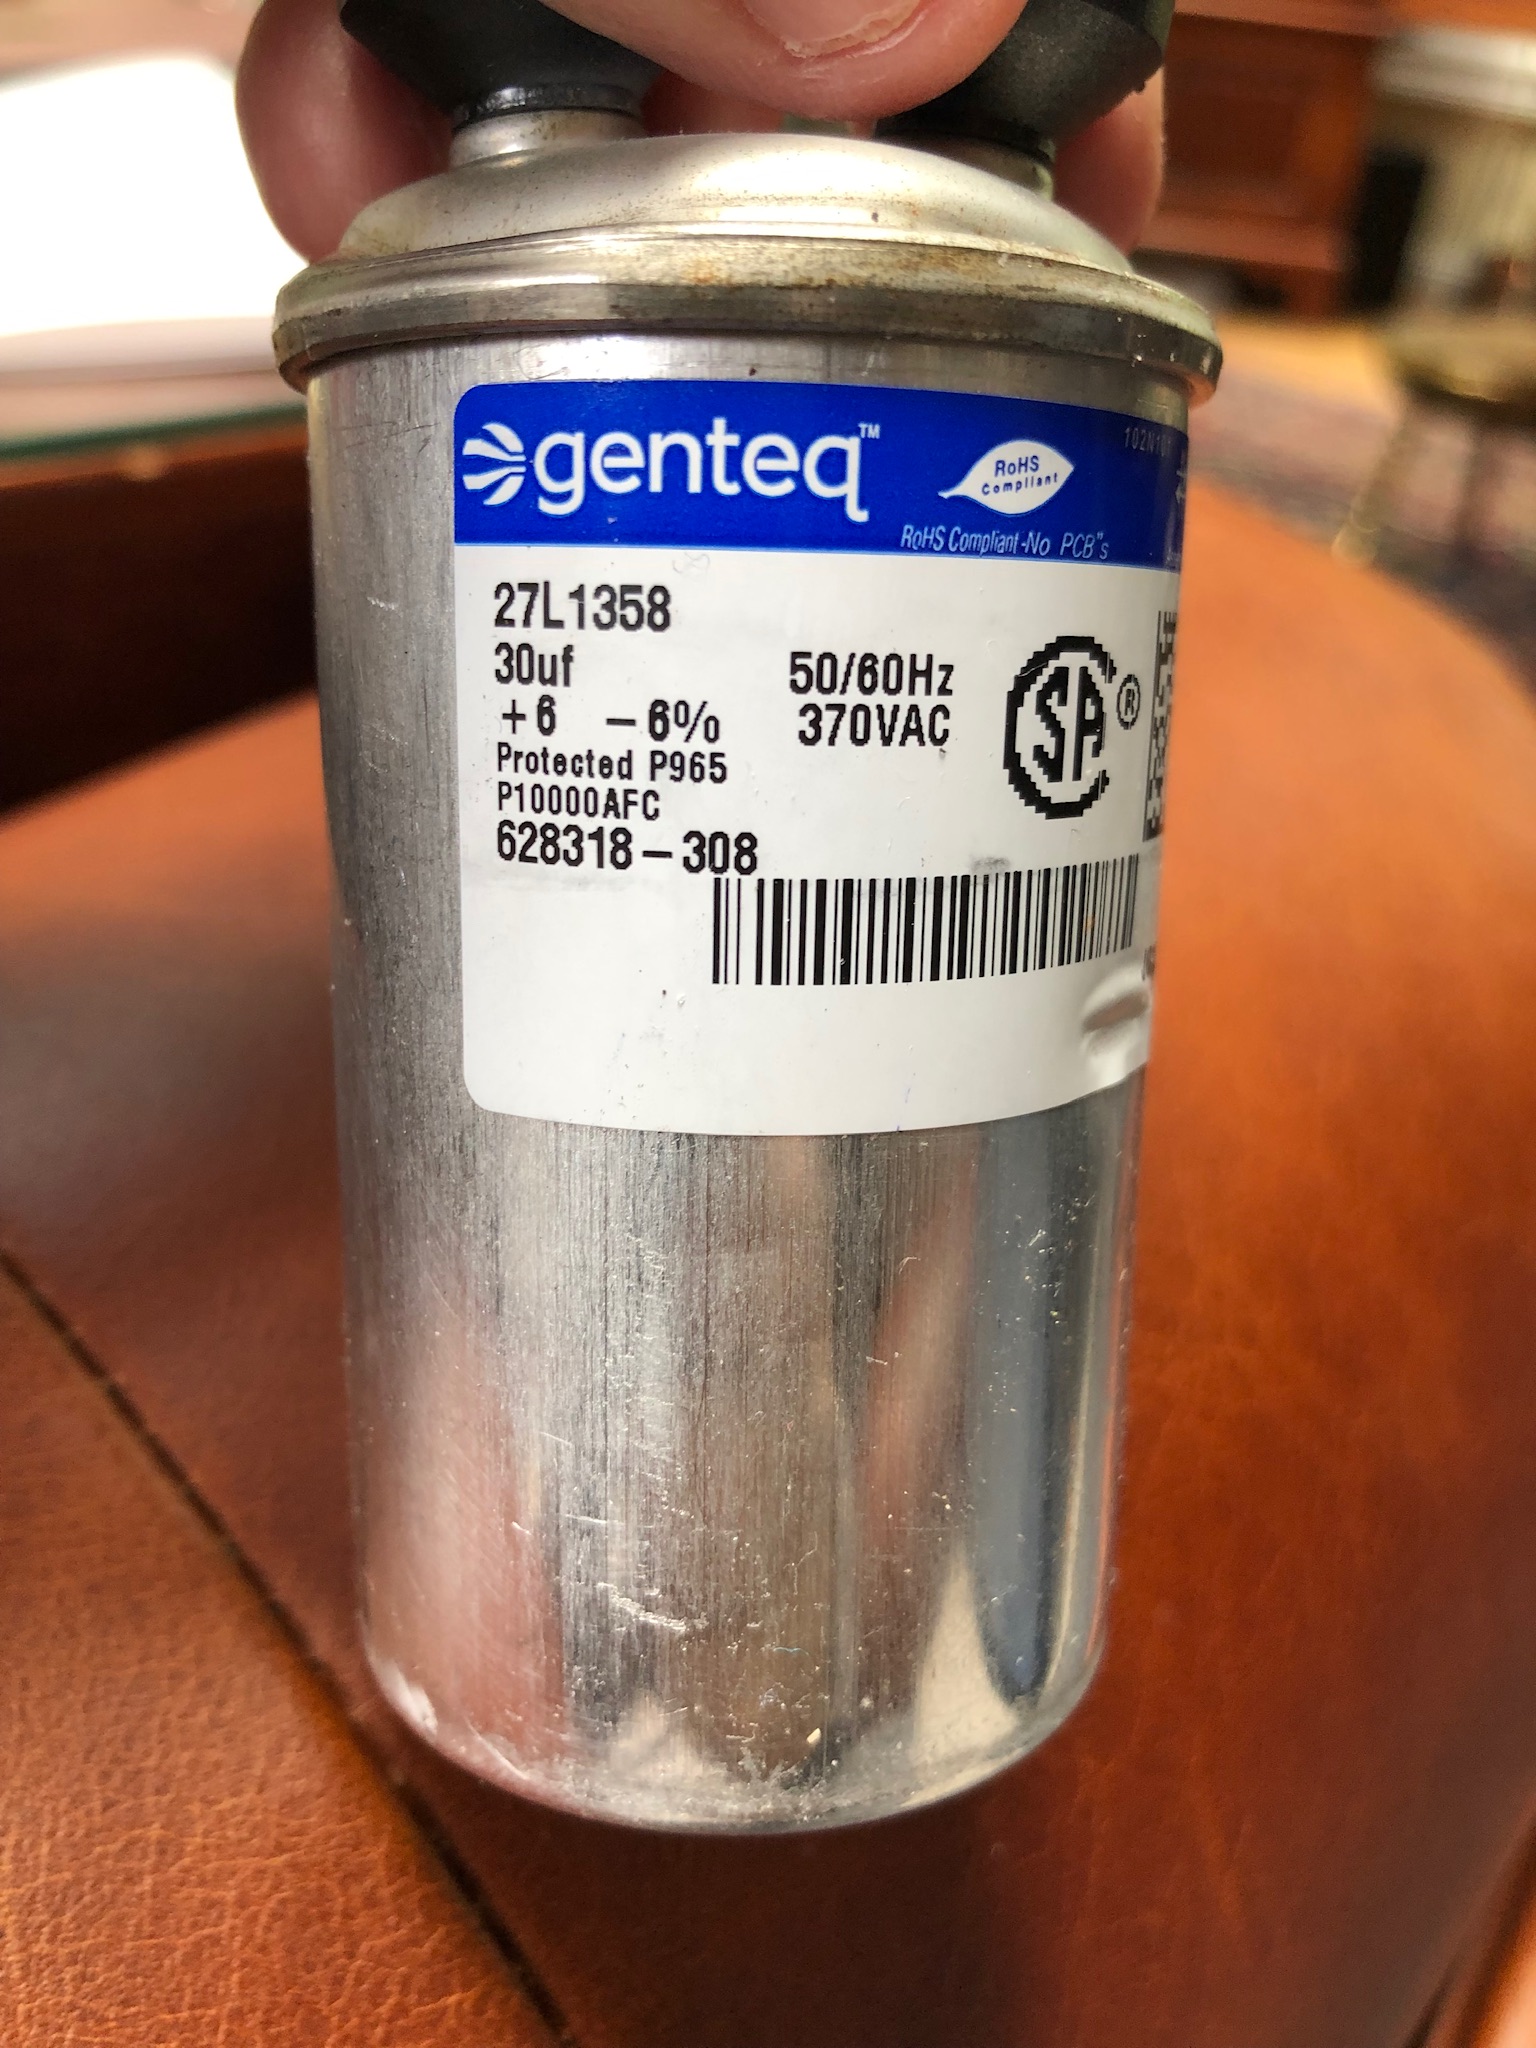 genteq™
RoHS
Compliant
RoHS Compliant-No PCB"s
27L1358
30uf
50/60Hz
+6 -6%
370VAC
SA®
Protected P965
P10000AFC
628318-308